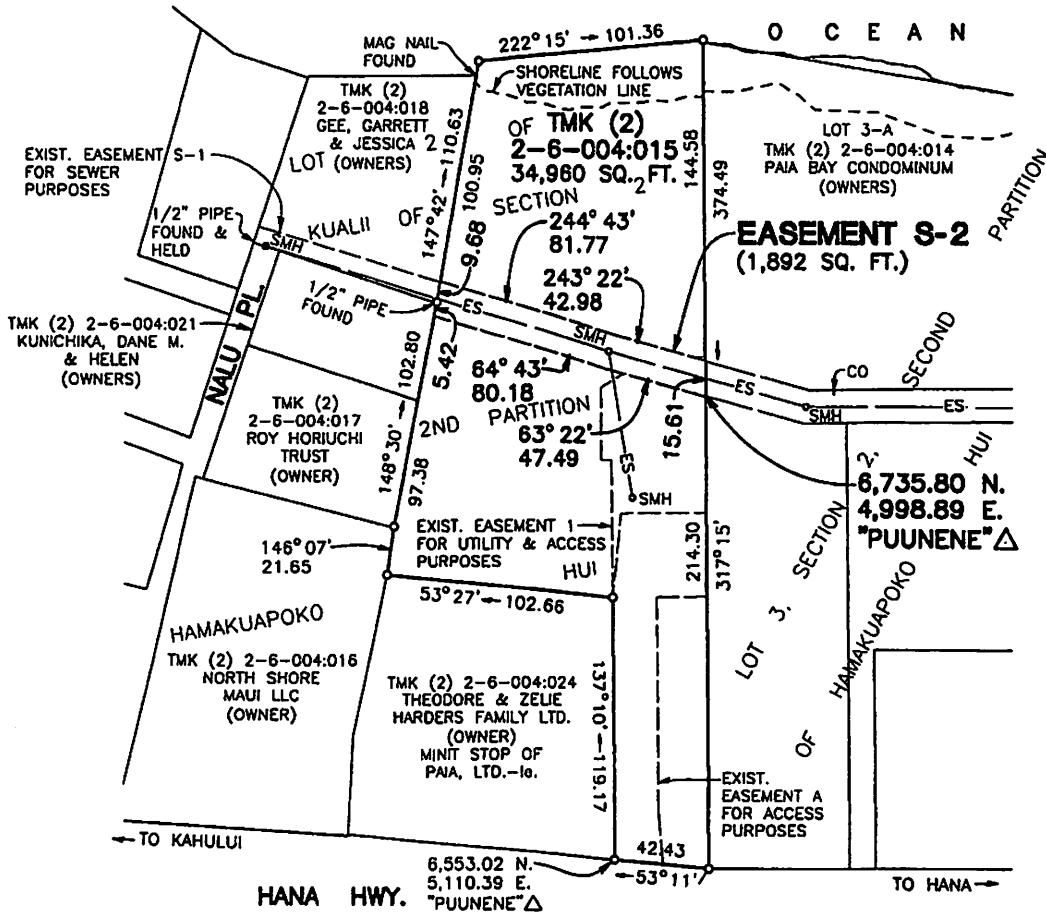 O C E A N
222° 15' → 101.36
MAG NAIL
FOUND
SHORELINE FOLLOWS
VEGETATION LINE
TMK (2)
2-6-004:018
GEE, GARRETT
& JESSICA
(OWNERS)
LOT 2
147°42' → 110.63
100.95
OF TMK (2)
2-6-004:015
34,960 SQ. FT.
2
144.58
374.49
LOT 3-A
TMK (2) 2-6-004:014
PAIA BAY CONDOMINIUM
(OWNERS)
PARTITION
EXIST. EASEMENT S-1
FOR SEWER
PURPOSES
1/2" PIPE
FOUND &
HELD
SMH
KUALII
OF
SECTION
9.68
244° 43'
81.77
243° 22'
42.98
EASEMENT S-2
(1,892 SQ. FT.)
1/2" PIPE
FOUND
ES
SMH
ES
CO
SMH
ES
SECOND
TMK (2) 2-6-004:021
KUNICHIKA, DANE M.
& HELEN
(OWNERS)
NALU PL.
102.80
5.42
64° 43'
80.18
PARTITION
63° 22'
47.49
15.61
2ND
TMK (2)
2-6-004:017
ROY HORIUCHI
TRUST
(OWNER)
148° 30'
97.38
ES
SMH
HUI
6,735.80 N.
4,998.89 E.
"PUUNENE"△
EXIST. EASEMENT 1
FOR UTILITY & ACCESS
PURPOSES
HUI
146° 07'
21.65
53° 27' ← 102.66
214.30
317° 15'
SECTION 2,
LOT 3,
OF
HAMAKUAPOKO
HAMAKUAPOKO
TMK (2) 2-6-004:016
NORTH SHORE
MAUI LLC
(OWNER)
TMK (2) 2-6-004:024
THEODORE & ZELIE
HARDERS FAMILY LTD.
(OWNER)
MINIT STOP OF
PAIA, LTD.-le.
137° 10' → 119.17
EXIST.
EASEMENT A
FOR ACCESS
PURPOSES
← TO KAHULUI
42.43
← 53° 11'
6,553.02 N.
5,110.39 E.
"PUUNENE"△
HANA HWY.
TO HANA →